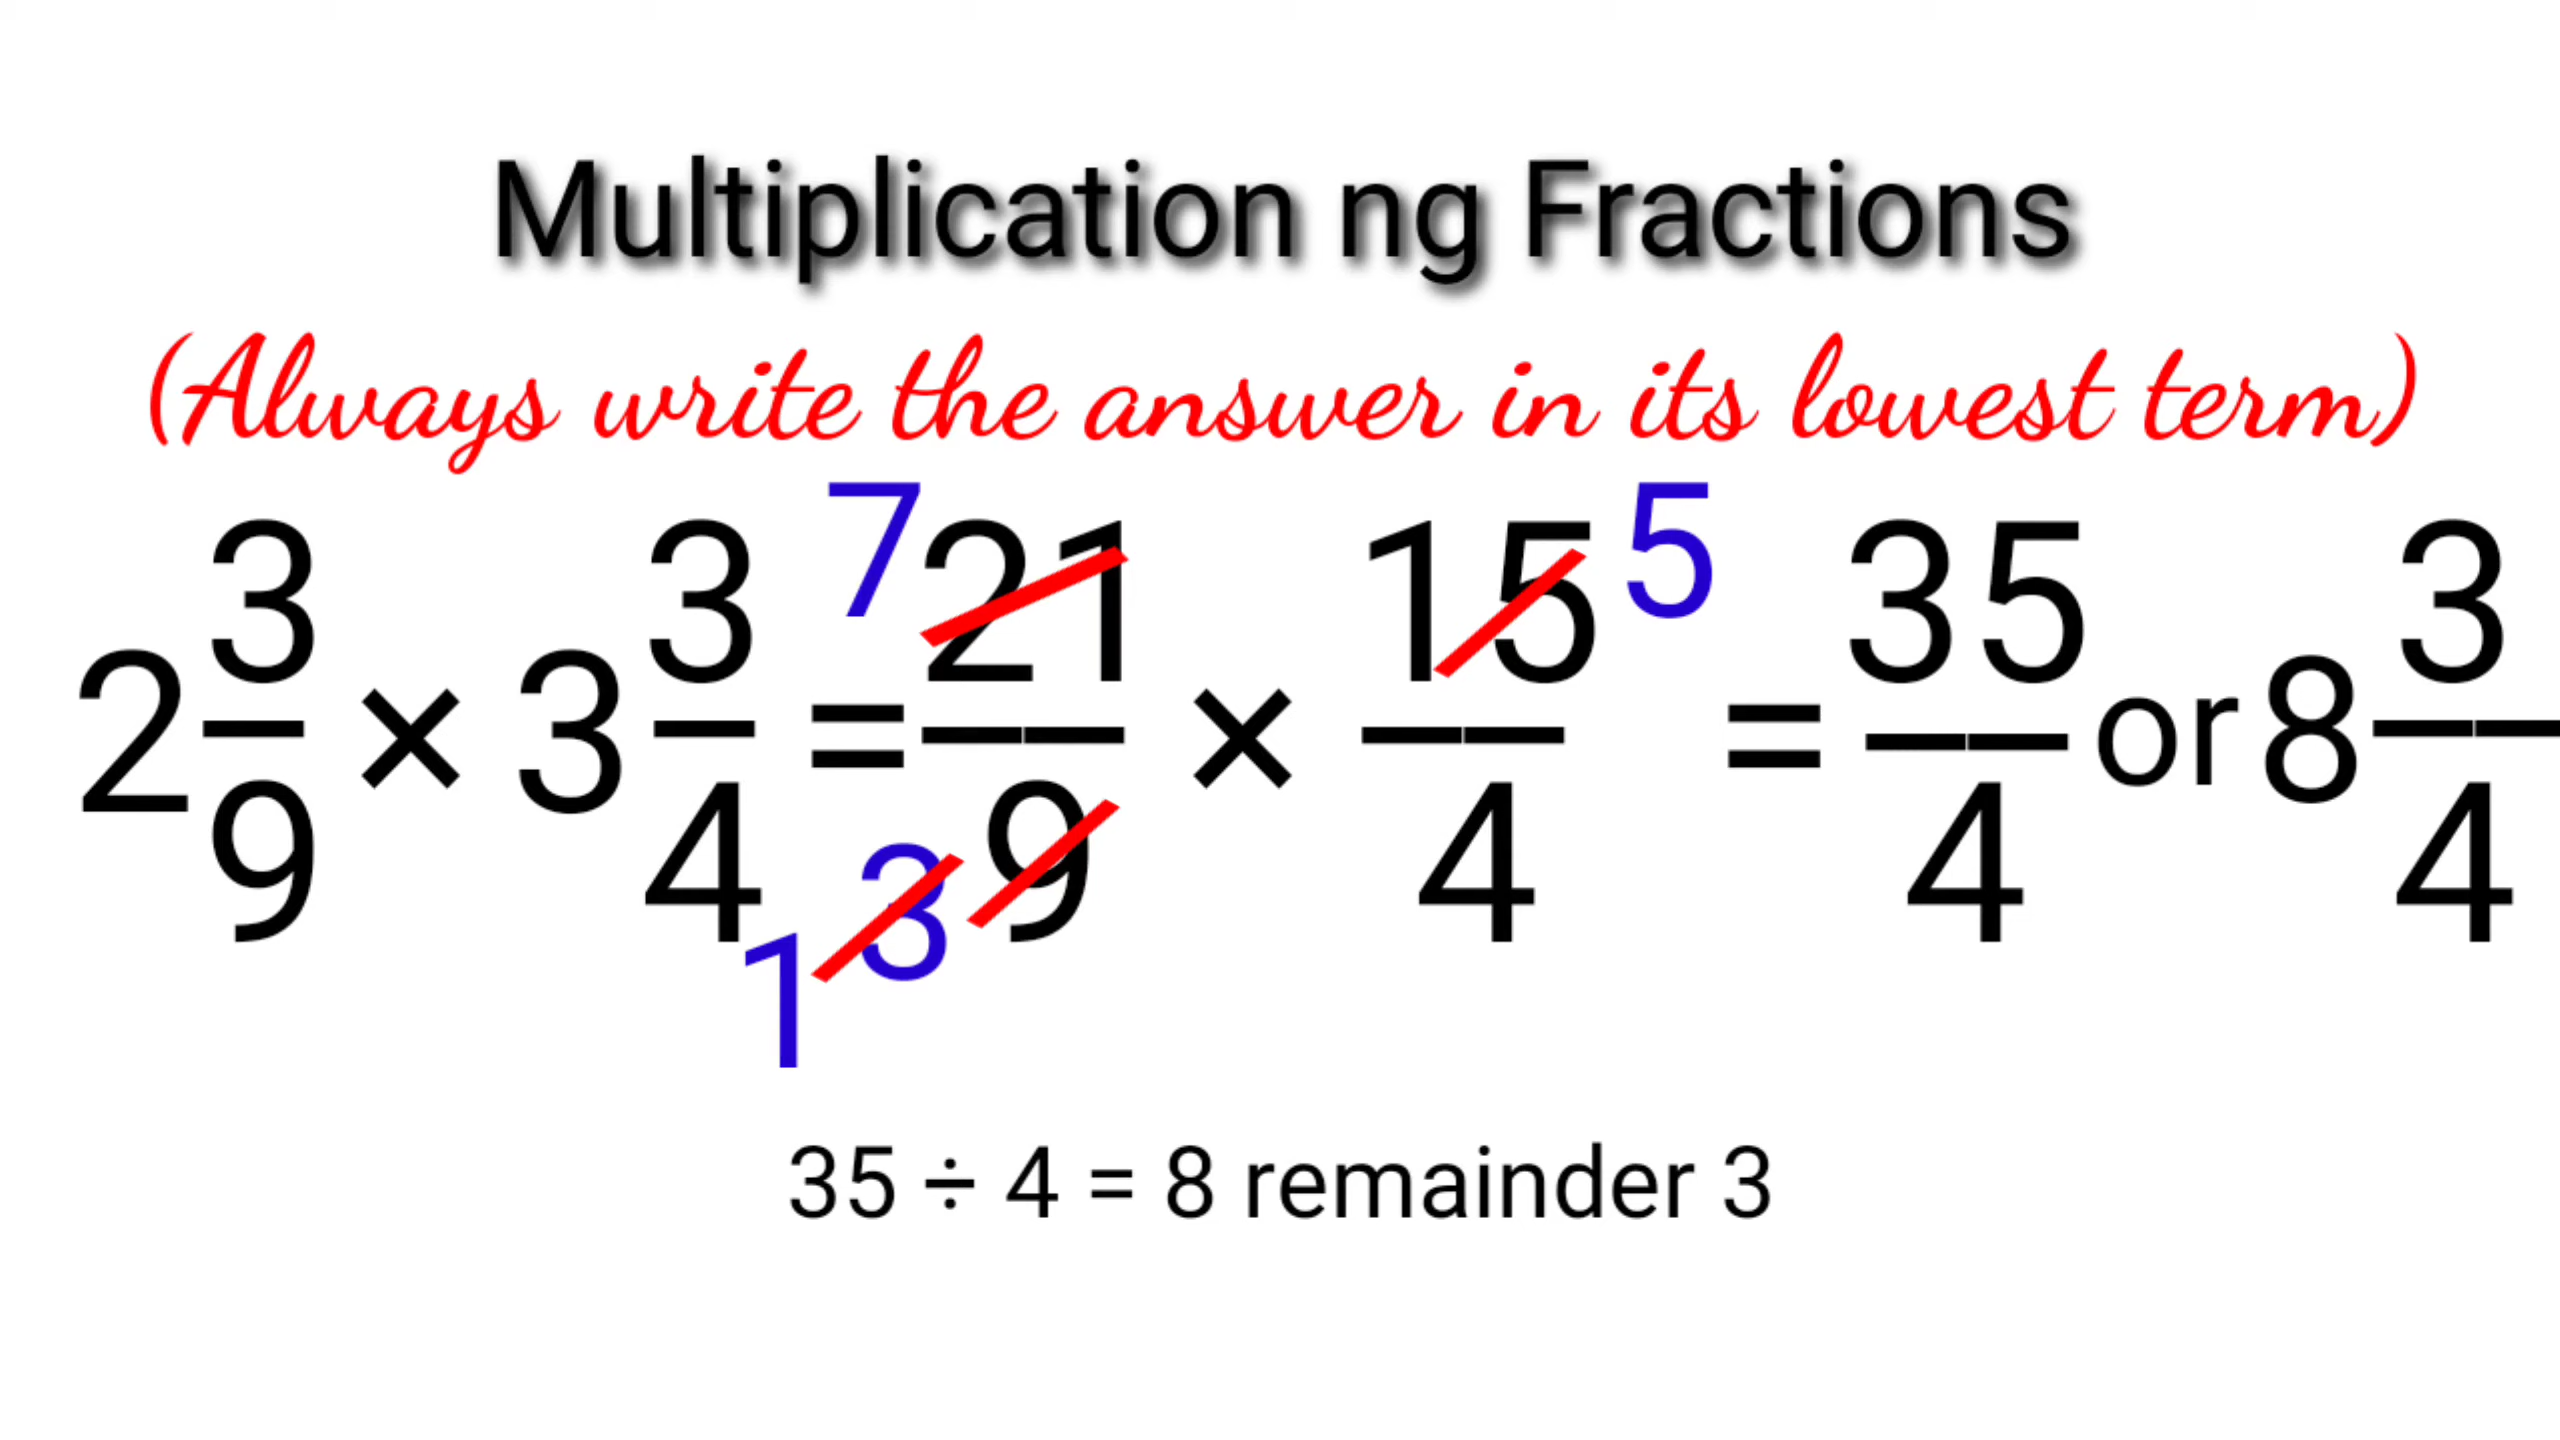 Multiplication ng Fractions
(Always write the answer in its lowest term)
2 3/9 × 3 3/4 = 7 21/9 3 1 × 15/4 5 = 35/4 or 8 3/4
35 ÷ 4 = 8 remainder 3